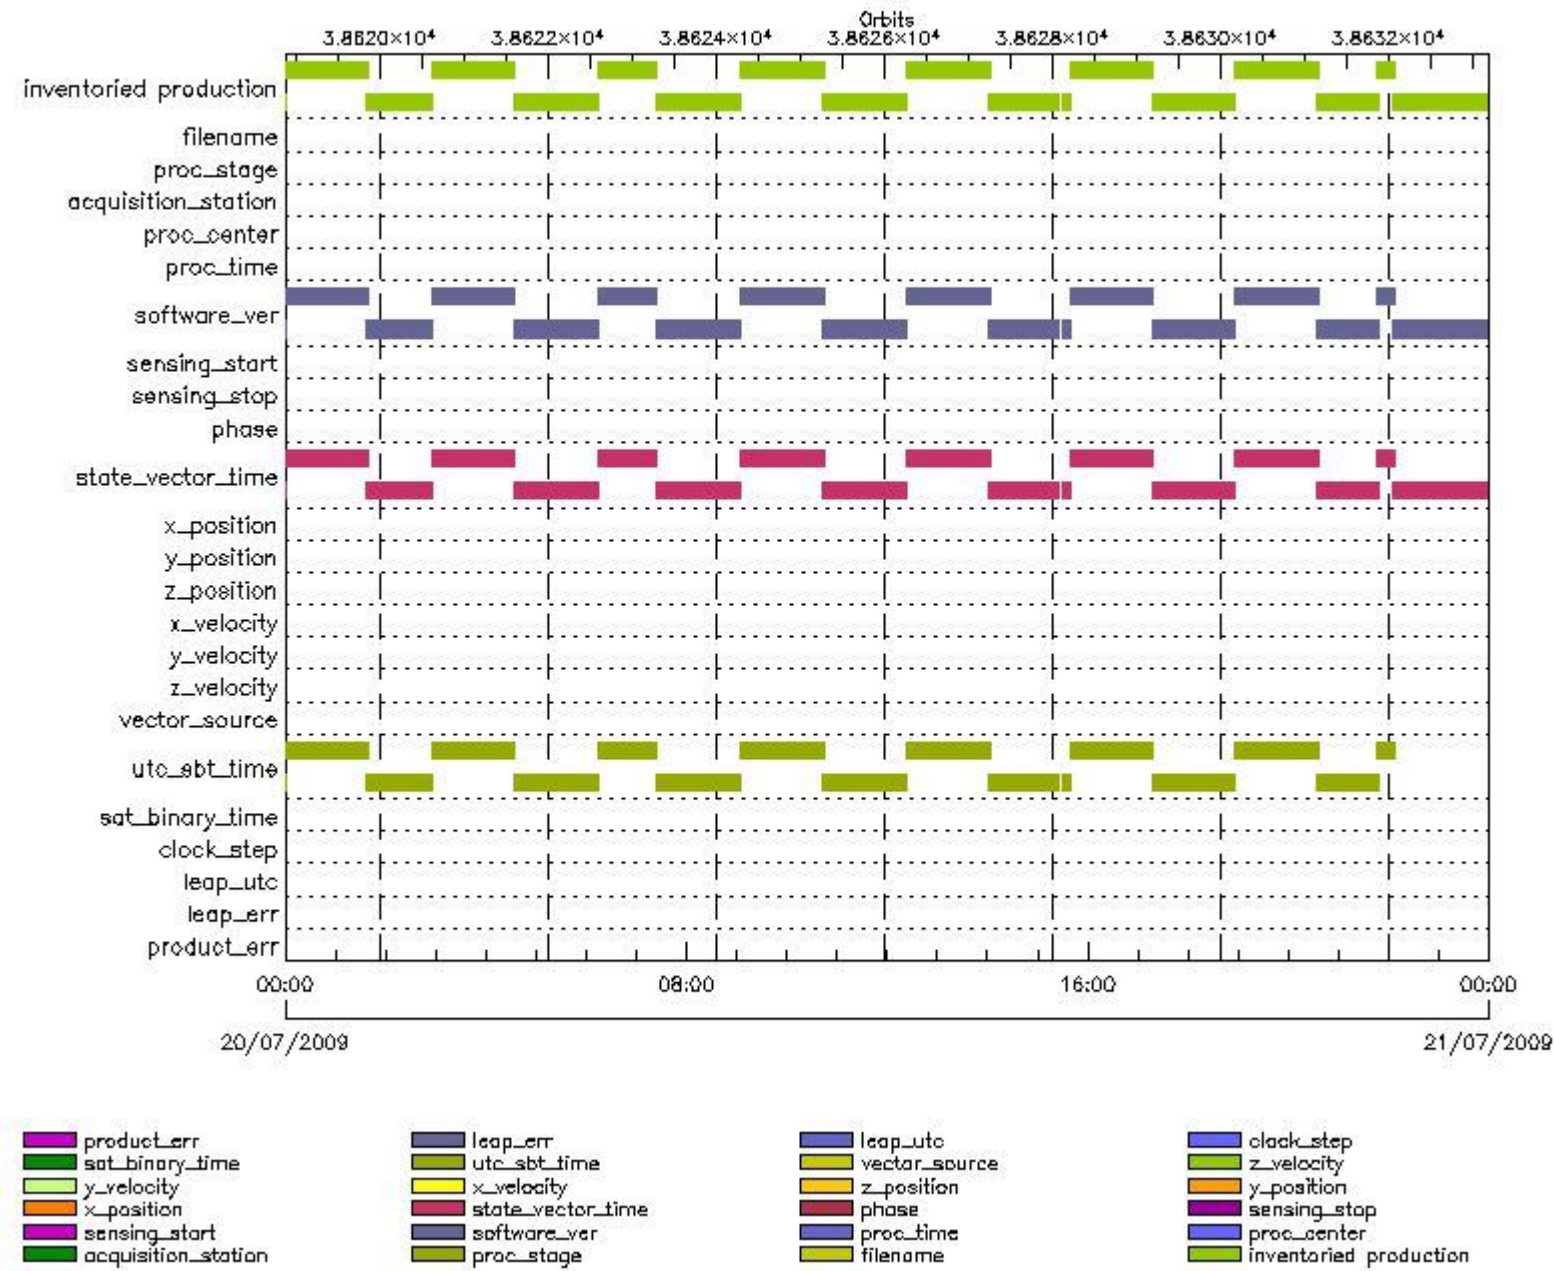 Orbits
3.8620×10⁴ 3.8622×10⁴ 3.8624×10⁴ 3.8626×10⁴ 3.8628×10⁴ 3.8630×10⁴ 3.8632×10⁴
inventoried production
filename
proc_stage
acquisition_station
proc_center
proc_time
software_ver
sensing_start
sensing_stop
phase
state_vector_time
x_position
y_position
z_position
x_velocity
y_velocity
z_velocity
vector_source
utc_sbt_time
sat_binary_time
clock_step
leap_utc
leap_err
product_err
00:00 08:00 16:00 00:00
20/07/2009 21/07/2009
product_err leap_err leap_utc clock_step
sat_binary_time utc_sbt_time vector_source z_velocity
y_velocity x_velocity z_position y_position
x_position state_vector_time phase sensing_stop
sensing_start software_ver proc_time proc_center
acquisition_station proc_stage filename inventoried production